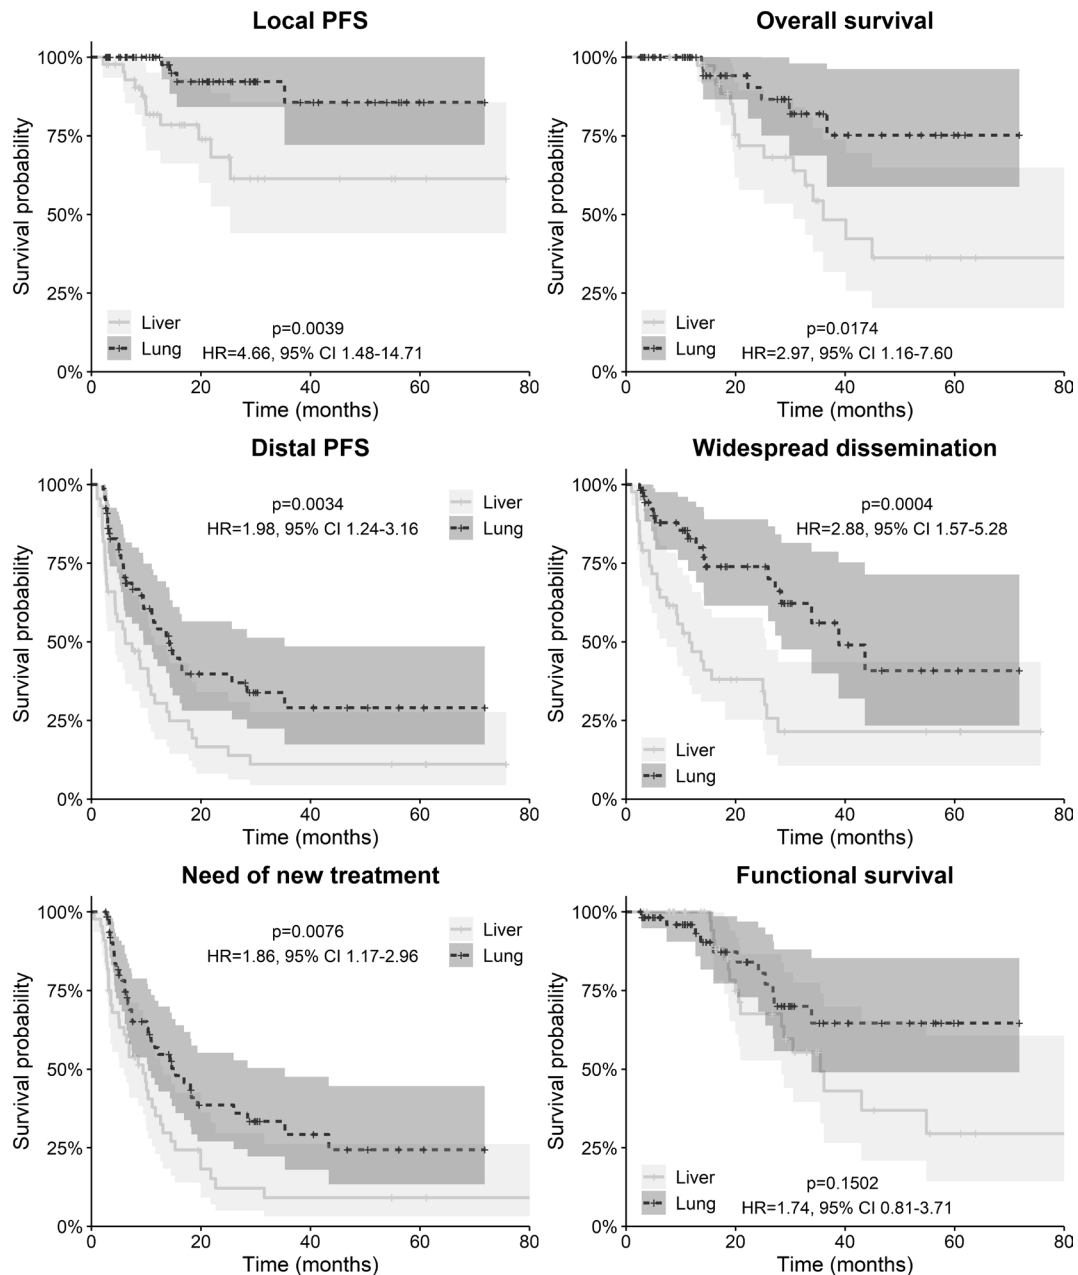 Local PFS
Survival probability
100%
75%
50%
25%
0%
Liver
Lung
p=0.0039
HR=4.66, 95% CI 1.48-14.71
0 20 40 60 80
Time (months)
Overall survival
Survival probability
100%
75%
50%
25%
0%
Liver
Lung
p=0.0174
HR=2.97, 95% CI 1.16-7.60
0 20 40 60 80
Time (months)
Distal PFS
Survival probability
100%
75%
50%
25%
0%
p=0.0034
HR=1.98, 95% CI 1.24-3.16
Liver
Lung
0 20 40 60 80
Time (months)
Widespread dissemination
Survival probability
100%
75%
50%
25%
0%
p=0.0004
HR=2.88, 95% CI 1.57-5.28
Liver
Lung
0 20 40 60 80
Time (months)
Need of new treatment
Survival probability
100%
75%
50%
25%
0%
p=0.0076
HR=1.86, 95% CI 1.17-2.96
Liver
Lung
0 20 40 60 80
Time (months)
Functional survival
Survival probability
100%
75%
50%
25%
0%
Liver
Lung
p=0.1502
HR=1.74, 95% CI 0.81-3.71
0 20 40 60 80
Time (months)